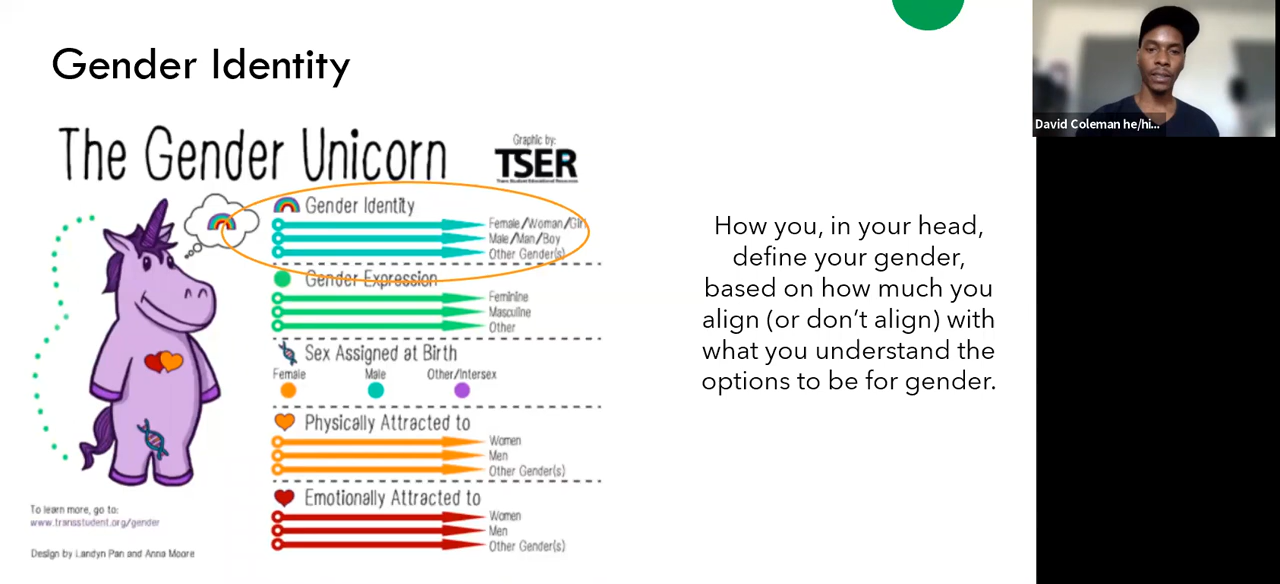 Gender Identity
The Gender Unicorn
Graphic by:
TSER
Trans Student Educational Resources
Gender Identity
Female/Woman/Girl
Male/Man/Boy
Other Gender(s)
Gender Expression
Feminine
Masculine
Other
Sex Assigned at Birth
Female Male Other/Intersex
Physically Attracted to
Women
Men
Other Gender(s)
Emotionally Attracted to
Women
Men
Other Gender(s)
To learn more, go to:
www.transstudent.org/gender
Design by Landyn Pan and Anna Moore
How you, in your head,
define your gender,
based on how much you
align (or don’t align) with
what you understand the
options to be for gender.
David Coleman he/hi...